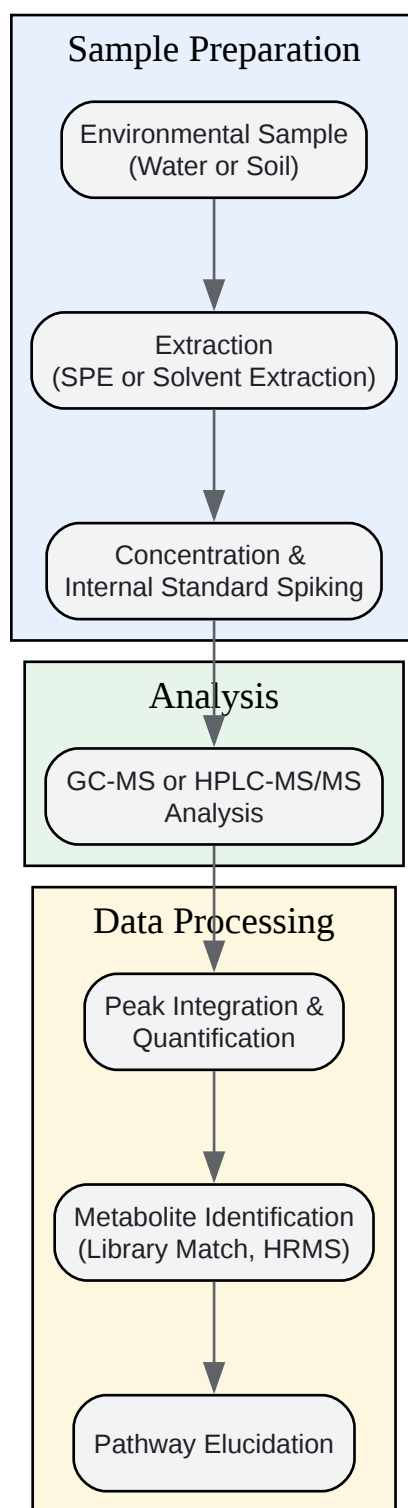 Sample Preparation
Environmental Sample
(Water or Soil)
Extraction
(SPE or Solvent Extraction)
Concentration &
Internal Standard Spiking
Analysis
GC-MS or HPLC-MS/MS
Analysis
Data Processing
Peak Integration &
Quantification
Metabolite Identification
(Library Match, HRMS)
Pathway Elucidation